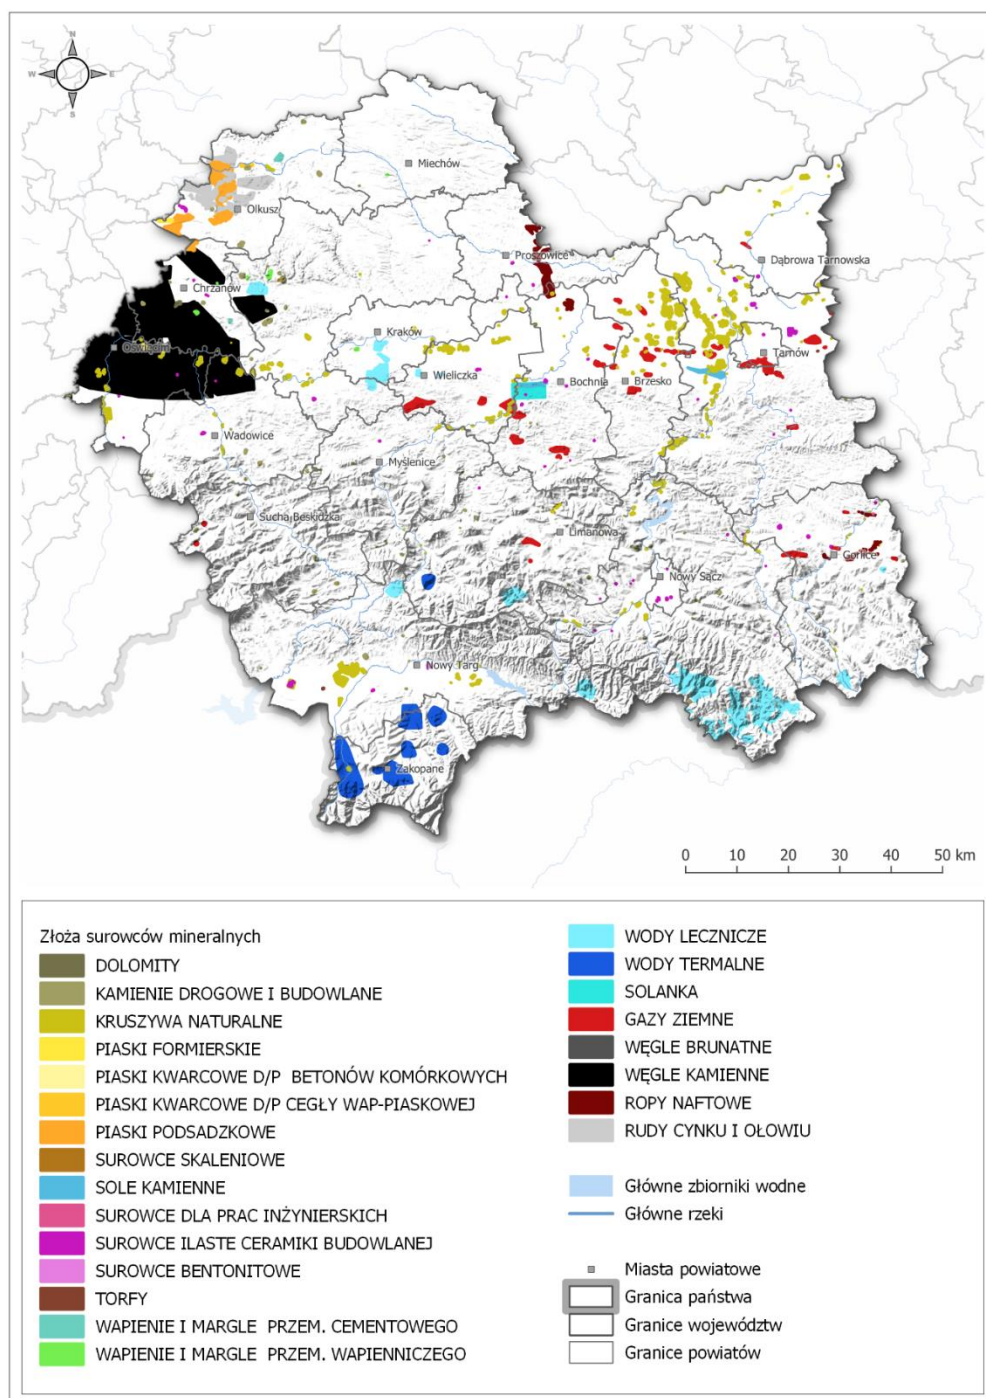 N
W
E
S
Miechów
Olkusz
Proszowice
Dąbrowa Tarnowska
Chrzanów
Kraków
Oświęcim
Tarnów
Wieliczka
Bochnia
Brzesko
Wadowice
Myślenice
Sucha Beskidzka
Limanowa
Gorlice
Nowy Sącz
Nowy Targ
Zakopane
0 10 20 30 40 50 km
Złoża surowców mineralnych
DOLOMITY
KAMIENIE DROGOWE I BUDOWLANE
KRUSZYWA NATURALNE
PIASKI FORMIERSKIE
PIASKI KWARCOWE D/P BETONÓW KOMÓRKOWYCH
PIASKI KWARCOWE D/P CEGŁY WAP-PIASKOWEJ
PIASKI PODSADZKOWE
SUROWCE SKALENIOWE
SOLE KAMIENNE
SUROWCE DLA PRAC INŻYNIERSKICH
SUROWCE ILASTE CERAMIKI BUDOWLANEJ
SUROWCE BENTONITOWE
TORFY
WAPIENIE I MARGLE PRZEM. CEMENTOWEGO
WAPIENIE I MARGLE PRZEM. WAPIENNICZEGO
WODY LECZNICZE
WODY TERMALNE
SOLANKA
GAZY ZIEMNE
WĘGLE BRUNATNE
WĘGLE KAMIENNE
ROPY NAFTOWE
RUDY CYNKU I OŁOWIU
Główne zbiorniki wodne
Główne rzeki
Miasta powiatowe
Granica państwa
Granice województw
Granice powiatów